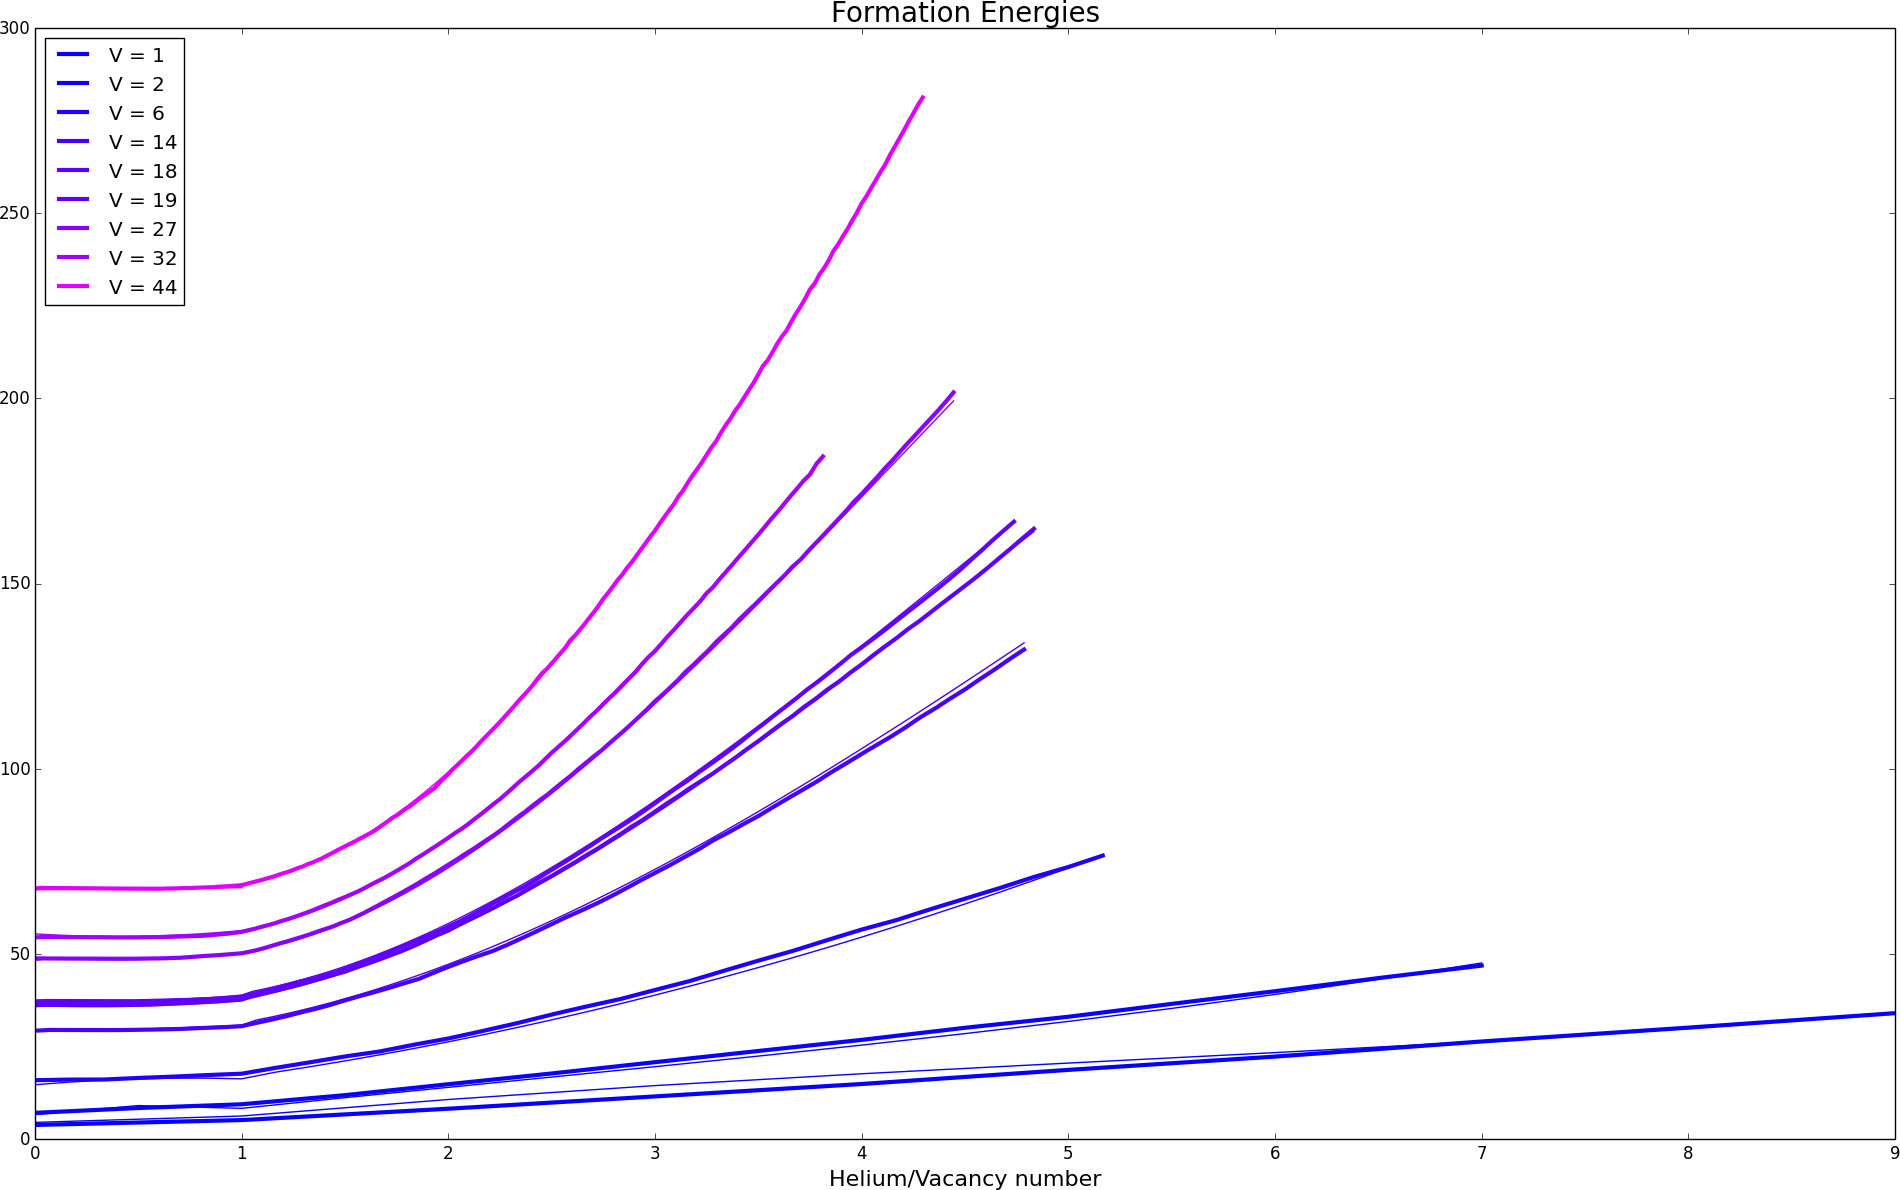 Formation Energies
300
250
200
150
100
50
0
V = 1
V = 2
V = 6
V = 14
V = 18
V = 19
V = 27
V = 32
V = 44
0 1 2 3 4 5 6 7 8 9
Helium/Vacancy number